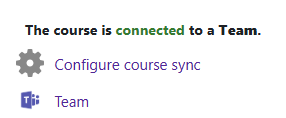 The course is connected to a Team.
Configure course sync
Team